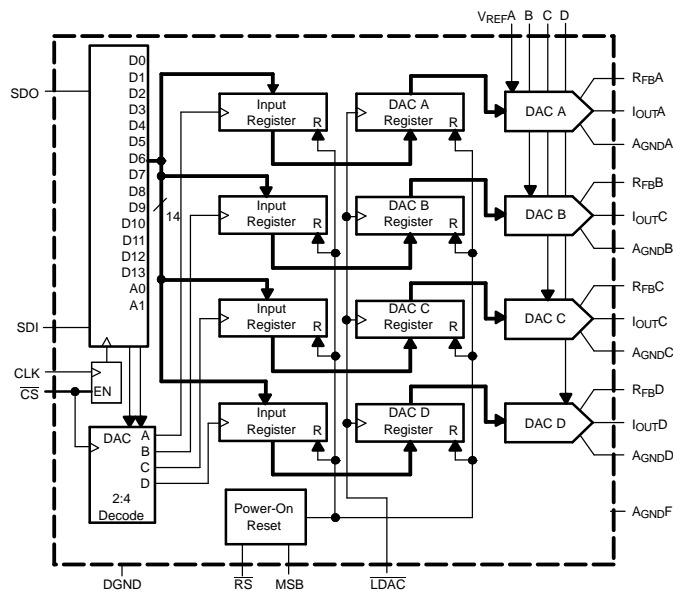 VREFA B C D
D0
D1
D2
D3
D4
D5
D6
D7
D8
D9
D10
D11
D12
D13
A0
A1
14
SDO
SDI
CLK
CS
EN
DAC
A
B
C
D
2:4
Decode
Input
Register
R
DAC A
Register
R
DAC A
RFBA
IOUTA
AGNDA
Input
Register
R
DAC B
Register
R
DAC B
RFBB
IOUTC
AGNDB
Input
Register
R
DAC C
Register
R
DAC C
RFBC
IOUTC
AGNDC
Input
Register
R
DAC D
Register
R
DAC D
RFBD
IOUTD
AGNDD
Power-On
Reset
AGNDF
DGND
RS
MSB
LDAC